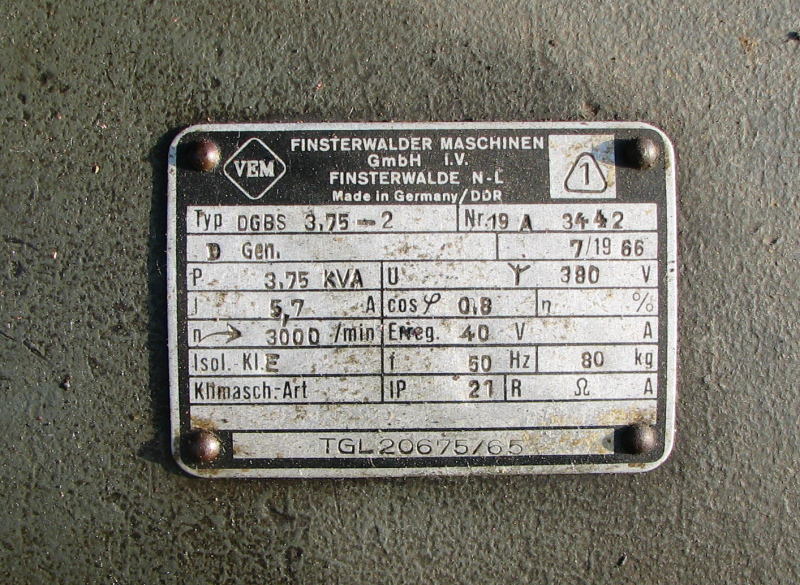 VEM
FINSTERWALDER MASCHINEN
GmbH i.V.
FINSTERWALDE N-L
Made in Germany/DDR
1
Typ DGBS 3,75-2 Nr. 19 A 3442
D Gen. 7/19 66
P 3,75 KVA U Y 380 V
I 5,7 A cos φ 0,8 η %
n → 3000 /min Erreg. 40 V A
Isol.-Kl. E f 50 Hz 80 kg
Klimasch.-Art IP 21 R Ω A
TGL 20675/65